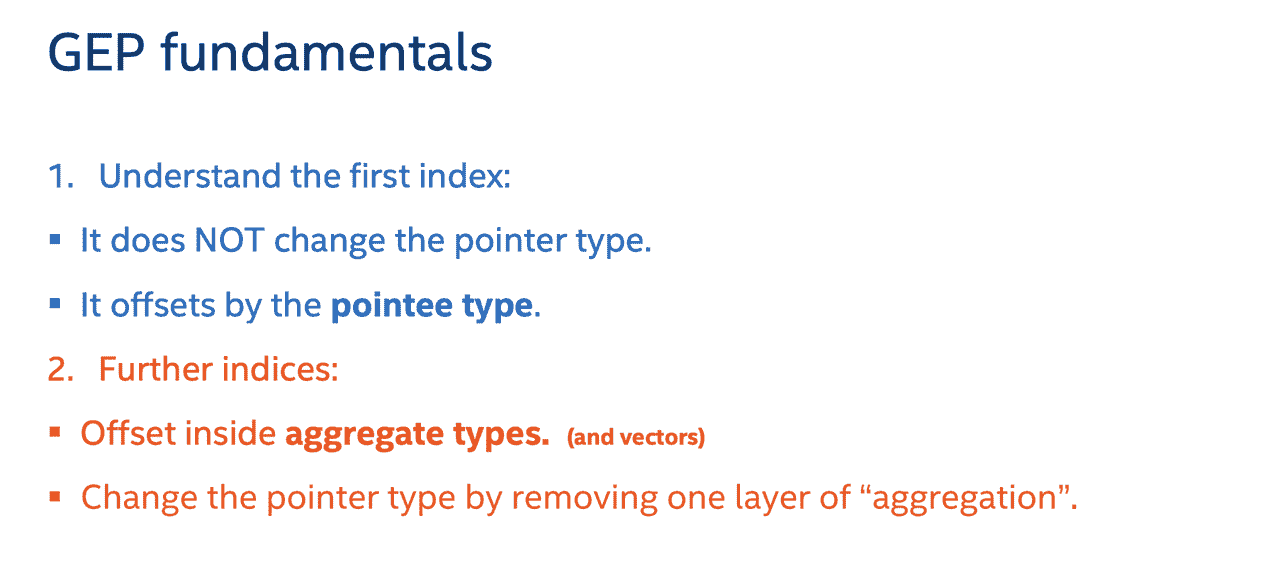 GEP fundamentals
1. Understand the first index:
▪ It does NOT change the pointer type.
▪ It offsets by the pointee type.
2. Further indices:
▪ Offset inside aggregate types. (and vectors)
▪ Change the pointer type by removing one layer of “aggregation”.